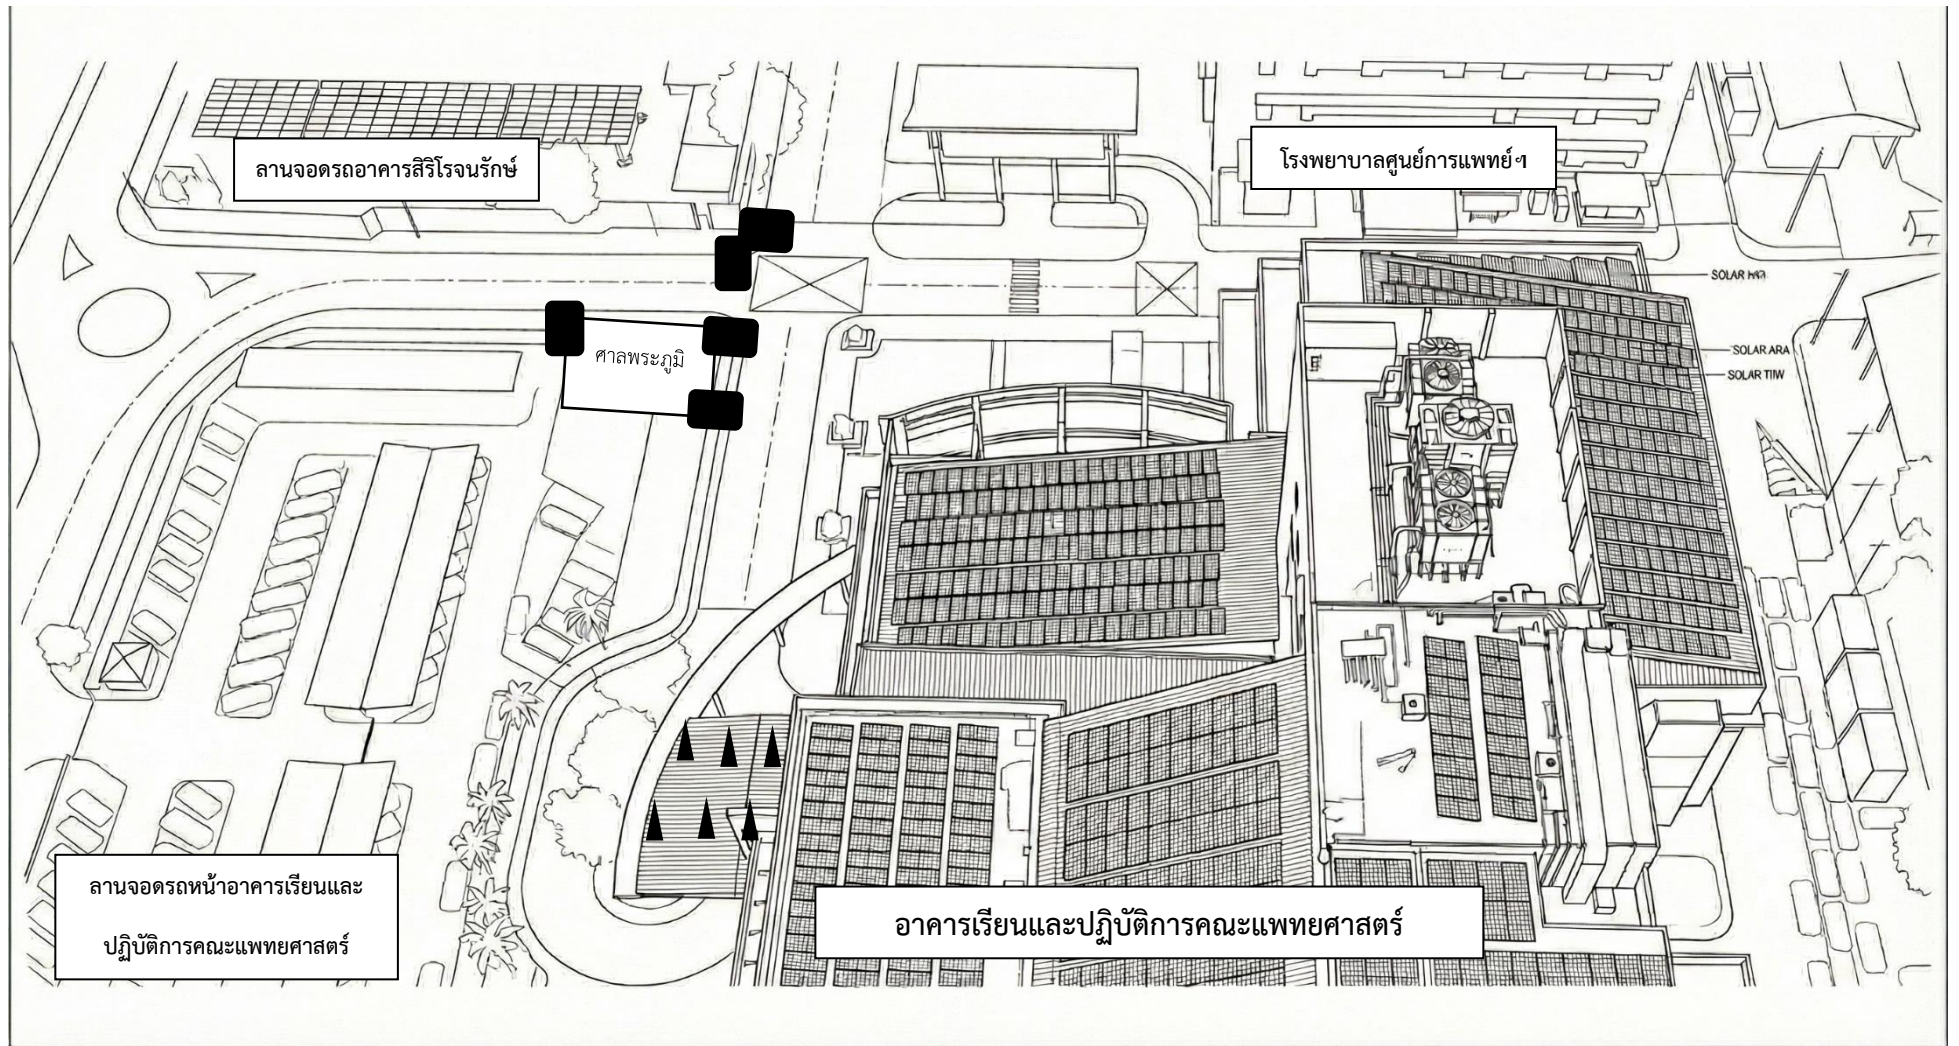 ลานจอดรถอาคารสิริโรจนรักษ์
โรงพยาบาลศูนย์การแพทย์ฯ
SOLAR
ศาลพระภูมิ
SOLAR ARA
SOLAR TIIW
ลานจอดรถหน้าอาคารเรียนและ
ปฏิบัติการคณะแพทยศาสตร์
อาคารเรียนและปฏิบัติการคณะแพทยศาสตร์